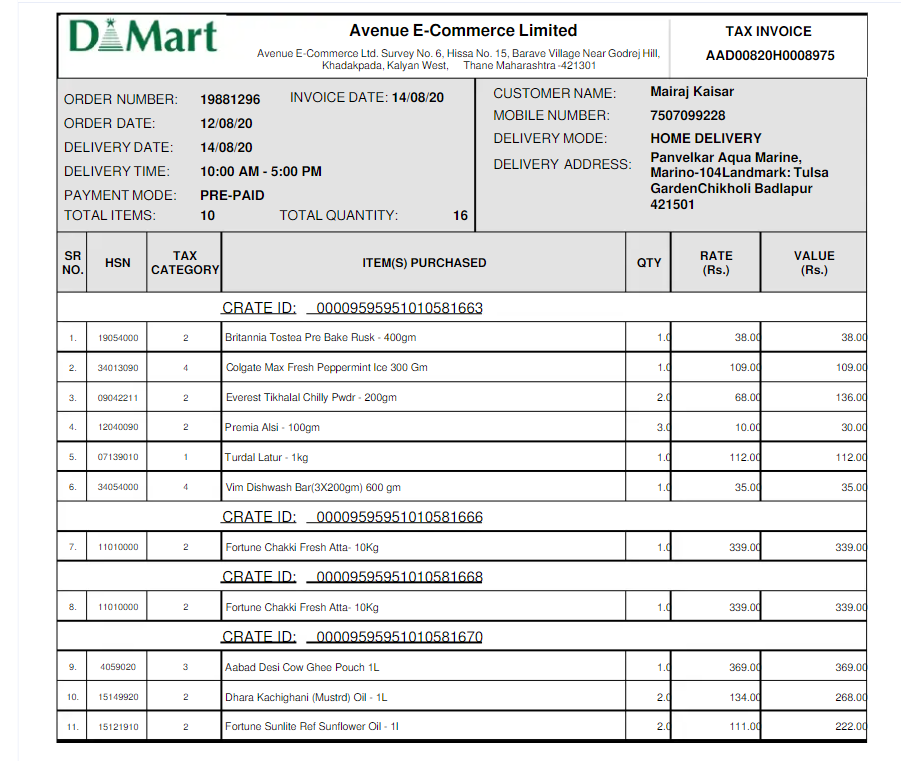 D Mart
Avenue E-Commerce Limited
Avenue E-Commerce Ltd. Survey No. 6, Hissa No. 15, Barave Village Near Godrej Hill,
Khadakpada, Kalyan West, Thane Maharashtra -421301
TAX INVOICE
AAD00820H0008975
ORDER NUMBER: 19881296 INVOICE DATE: 14/08/20
ORDER DATE: 12/08/20
DELIVERY DATE: 14/08/20
DELIVERY TIME: 10:00 AM - 5:00 PM
PAYMENT MODE: PRE-PAID
TOTAL ITEMS: 10 TOTAL QUANTITY: 16
CUSTOMER NAME: Mairaj Kaisar
MOBILE NUMBER: 7507099228
DELIVERY MODE: HOME DELIVERY
DELIVERY ADDRESS: Panvelkar Aqua Marine,
Marino-104Landmark: Tulsa
GardenChikholi Badlapur
421501
SR NO. HSN TAX CATEGORY ITEM(S) PURCHASED QTY RATE (Rs.) VALUE (Rs.)
CRATE ID: 00009595951010581663
1. 19054000 2 Britannia Tostea Pre Bake Rusk - 400gm 1.0 38.00 38.00
2. 34013090 4 Colgate Max Fresh Peppermint Ice 300 Gm 1.0 109.00 109.00
3. 09042211 2 Everest Tikhalal Chilly Pwdr - 200gm 2.0 68.00 136.00
4. 12040090 2 Premia Alsi - 100gm 3.0 10.00 30.00
5. 07139010 1 Turdal Latur - 1kg 1.0 112.00 112.00
6. 34054000 4 Vim Dishwash Bar(3X200gm) 600 gm 1.0 35.00 35.00
CRATE ID: 00009595951010581666
7. 11010000 2 Fortune Chakki Fresh Atta- 10Kg 1.0 339.00 339.00
CRATE ID: 00009595951010581668
8. 11010000 2 Fortune Chakki Fresh Atta- 10Kg 1.0 339.00 339.00
CRATE ID: 00009595951010581670
9. 4059020 3 Aabad Desi Cow Ghee Pouch 1L 1.0 369.00 369.00
10. 15149920 2 Dhara Kachighani (Mustrd) Oil - 1L 2.0 134.00 268.00
11. 15121910 2 Fortune Sunlite Ref Sunflower Oil - 1l 2.0 111.00 222.00